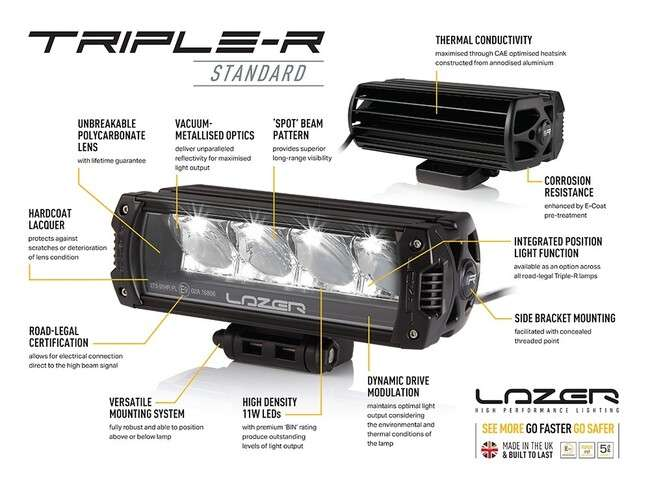 TRIPLE-R
STANDARD
THERMAL CONDUCTIVITY
maximised through CAE optimised heatsink
constructed from annodised aluminium
UNBREAKABLE
POLYCARBONATE
LENS
with lifetime guarantee
VACUUM-
METALLISED OPTICS
deliver unparalleled
reflectivity for maximised
light output
'SPOT' BEAM
PATTERN
provides superior
long-range visibility
CORROSION
RESISTANCE
enhanced by E-Coat
pre-treatment
HARDCOAT
LACQUER
protects against
scratches or deterioration
of lens condition
INTEGRATED POSITION
LIGHT FUNCTION
available as an option across
all road-legal Triple-R lamps
LAZER
ROAD-LEGAL
CERTIFICATION
allows for electrical connection
direct to the high beam signal
SIDE BRACKET MOUNTING
facilitated with concealed
threaded point
VERSATILE
MOUNTING SYSTEM
fully robust and able to position
above or below lamp
HIGH DENSITY
11W LEDs
with premium 'BIN' rating
produce outstanding
levels of light output
DYNAMIC DRIVE
MODULATION
maintains optimal light
output considering
the environmental and
thermal conditions of
the lamp
LAZER
HIGH PERFORMANCE LIGHTING
SEE MORE GO FASTER GO SAFER
MADE IN THE UK
& BUILT TO LAST